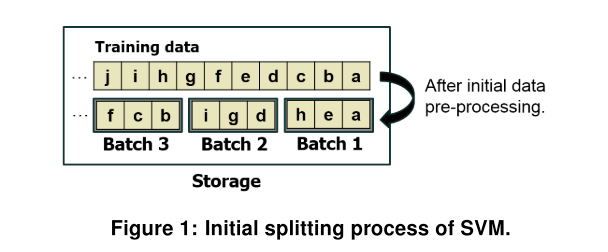 Training data
... j i h g f e d c b a
After initial data
pre-processing.
... f c b i g d h e a
Batch 3 Batch 2 Batch 1
Storage
Figure 1: Initial splitting process of SVM.